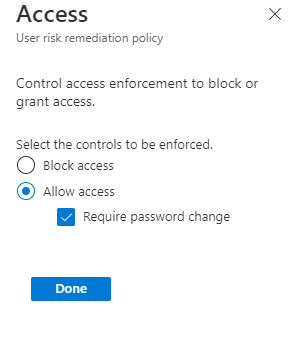 Access
User risk remediation policy
Control access enforcement to block or
grant access.
Select the controls to be enforced.
Block access
Allow access
Require password change
Done